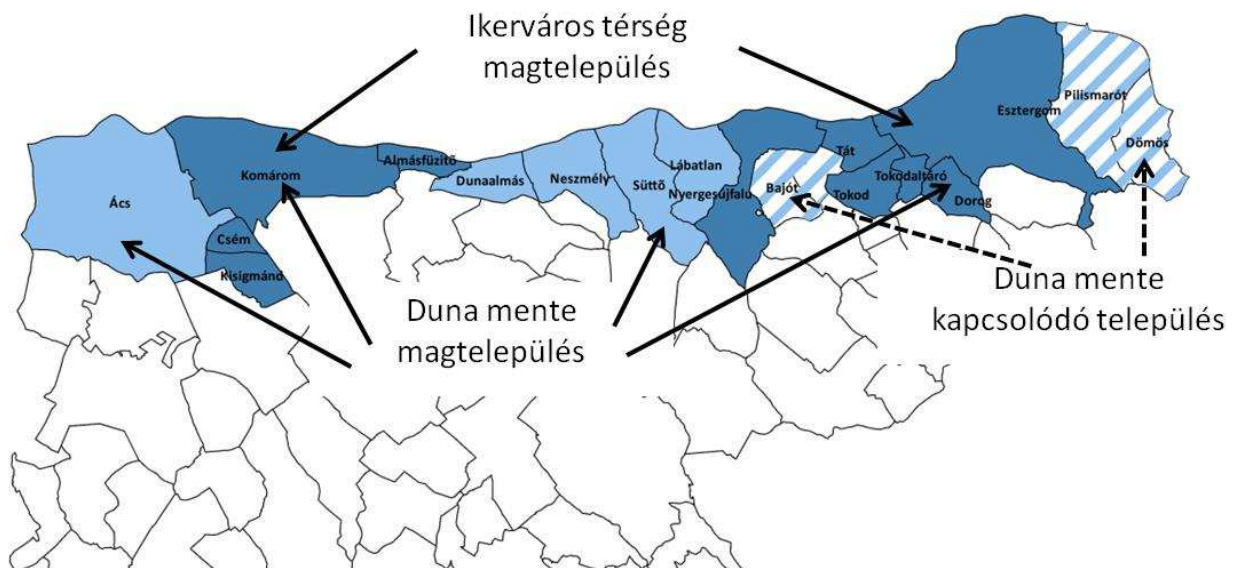 Ikerváros térség
magtelepülés
Pilismarót
Esztergom
Dömös
Almásfüzitő
Lábatlan
Tát
Komárom
Dunaalmás
Neszmély
Süttő
Nyergesújfalu
Bajót
Tokodaltáró
Tokod
Dorog
Ács
Csém
Kisigmánd
Duna mente
magtelepülés
Duna mente
kapcsolódó település